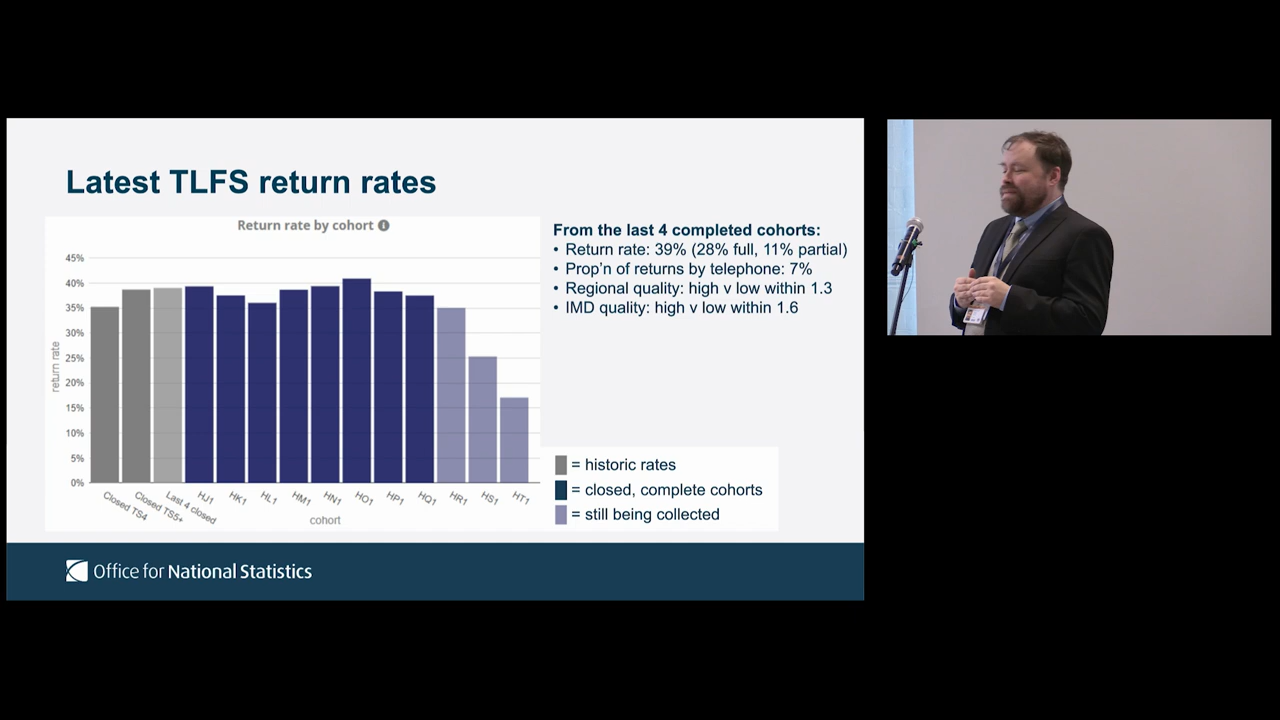 Latest TLFS return rates
Return rate by cohort
From the last 4 completed cohorts:
• Return rate: 39% (28% full, 11% partial)
• Prop’n of returns by telephone: 7%
• Regional quality: high v low within 1.3
• IMD quality: high v low within 1.6
45%
40%
35%
30%
25%
20%
15%
10%
5%
0%
return rate
Closed TS4
Closed TS5+
Last 4 closed
HJ1
HK1
HL1
HM1
HN1
HO1
HP1
HQ1
HR1
HS1
HT1
cohort
= historic rates
= closed, complete cohorts
= still being collected
Office for National Statistics